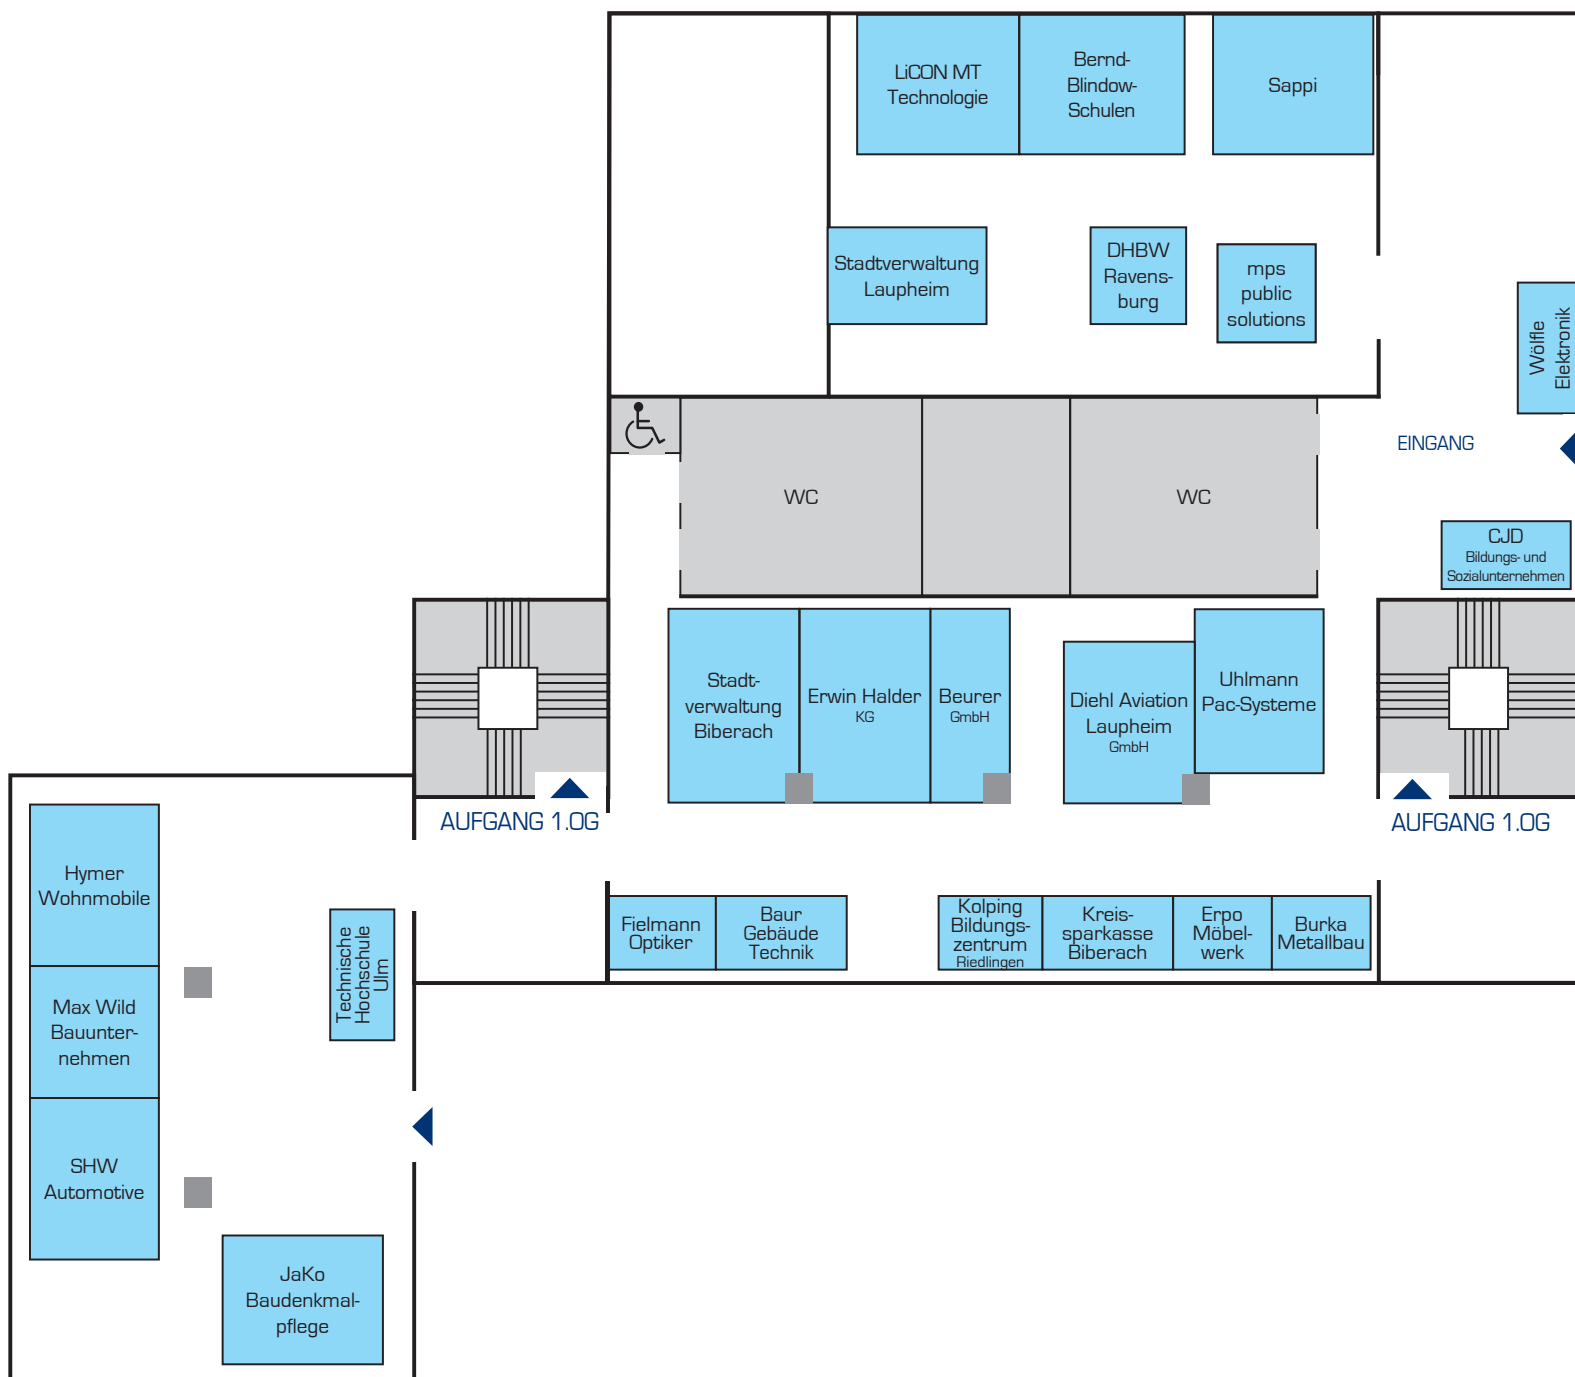 LiCON MT
Technologie
Bernd-
Blindow-
Schulen
Sappi
Stadtverwaltung
Laupheim
DHBW
Ravens-
burg
mps
public
solutions
Wölfle
Elektronik
EINGANG
WC
WC
CJD
Bildungs- und
Sozialunternehmen
Stadt-
verwaltung
Biberach
Erwin Halder
KG
Beurer
GmbH
Diehl Aviation
Laupheim
GmbH
Uhlmann
Pac-Systeme
AUFGANG 1.OG
AUFGANG 1.OG
Hymer
Wohnmobile
Technische
Hochschule
Ulm
Fielmann
Optiker
Baur
Gebäude
Technik
Kolping
Bildungs-
zentrum
Riedlingen
Kreis-
sparkasse
Biberach
Erpo
Möbel-
werk
Burka
Metallbau
Max Wild
Bauunter-
nehmen
SHW
Automotive
JaKo
Baudenkmal-
pflege